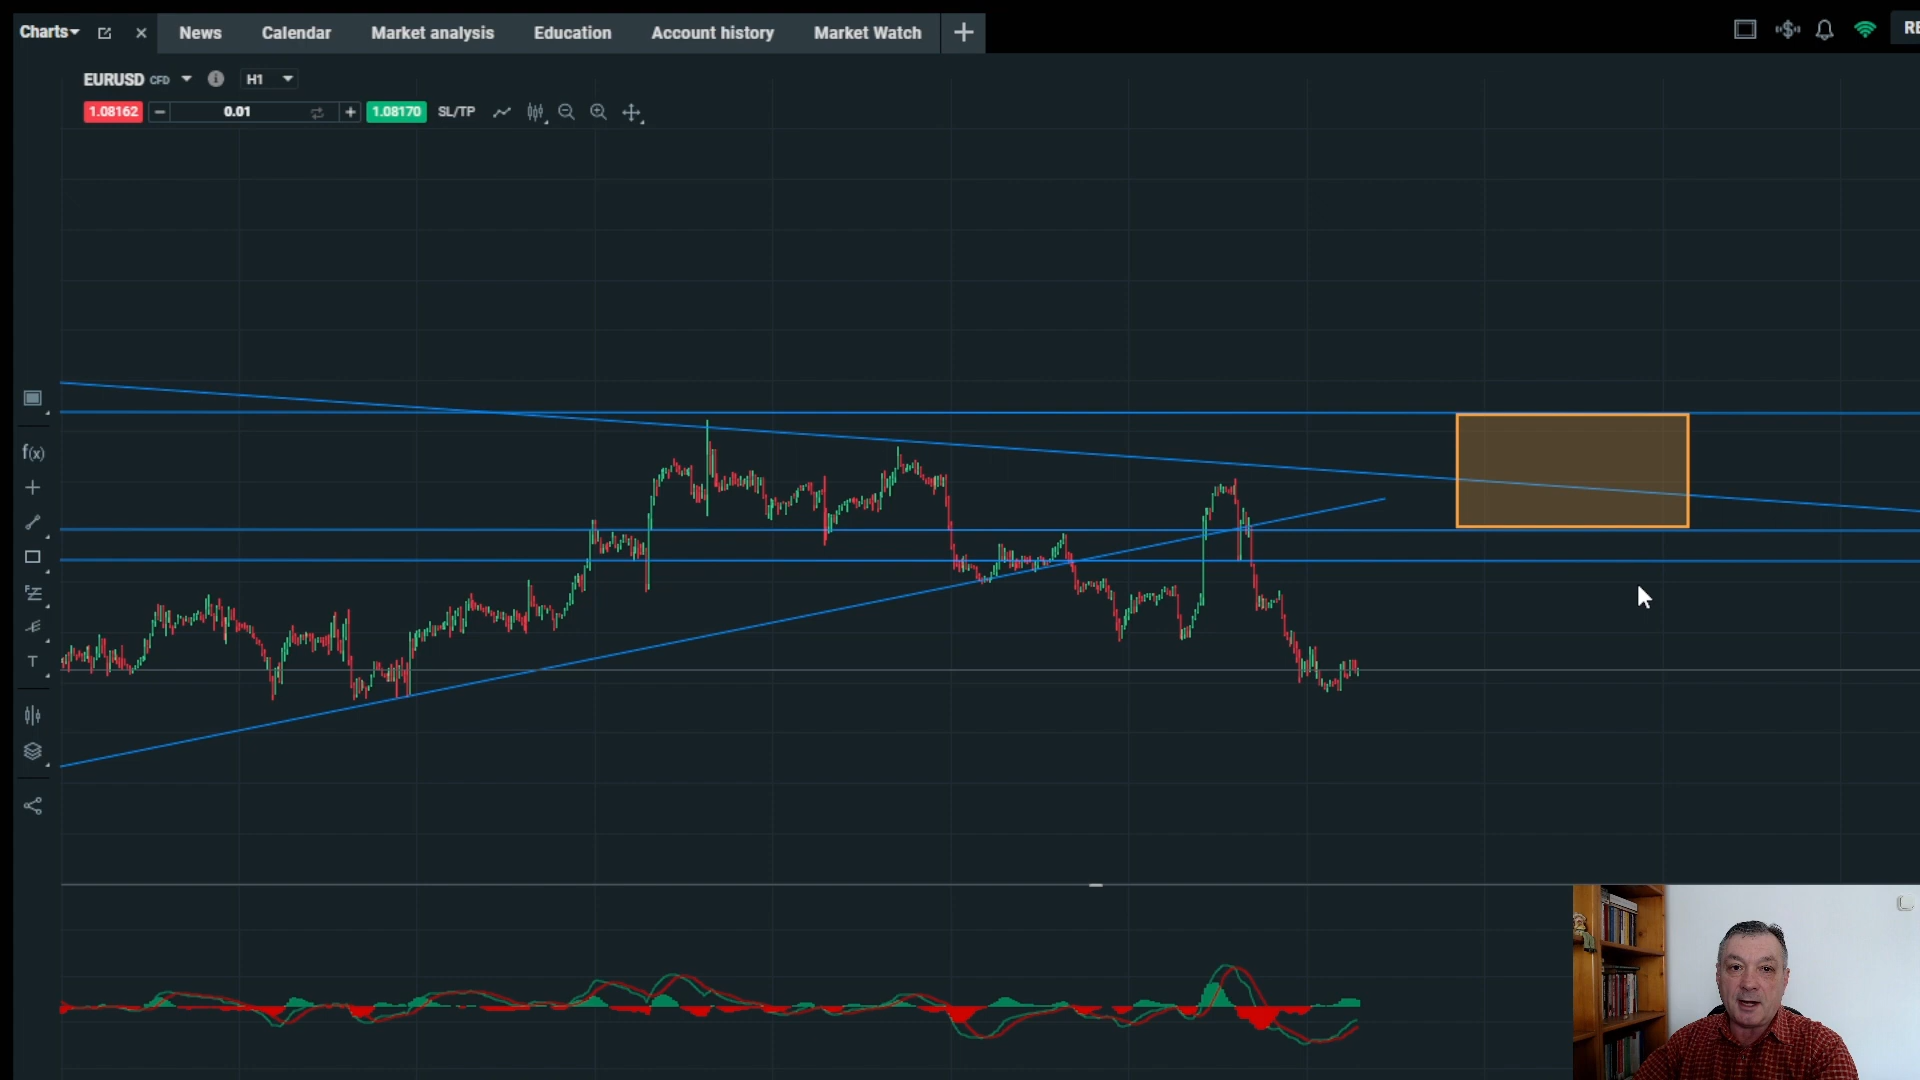 Charts News Calendar Market analysis Education Account history Market Watch + RE
EURUSD CFD H1
1.08162 − 0.01 + 1.08170 SL/TP
f(x)
T